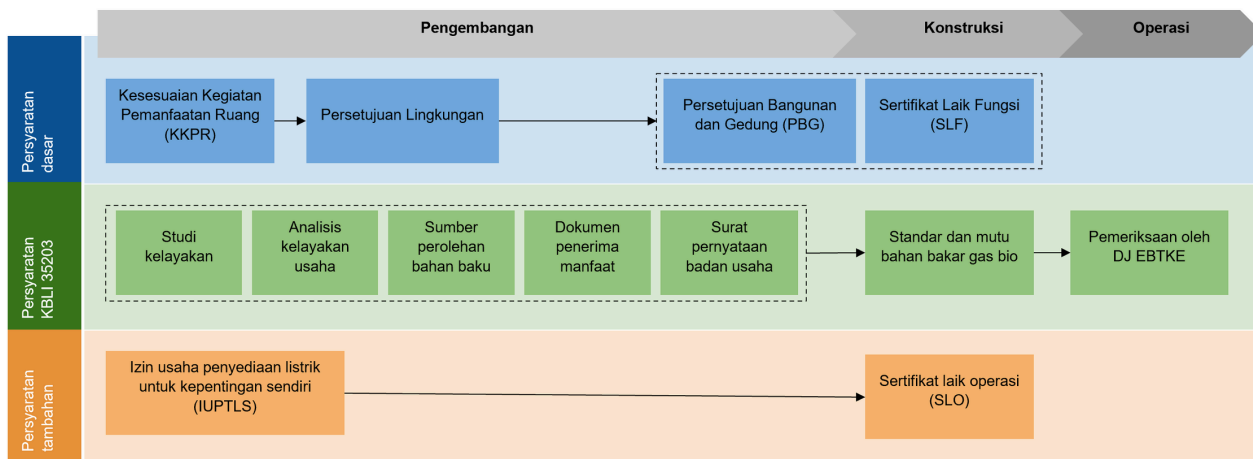 Pengembangan
Konstruksi
Operasi
Persyaratan
dasar
Kesesuaian Kegiatan
Pemanfaatan Ruang
(KKPR)
Persetujuan Lingkungan
Persetujuan Bangunan
dan Gedung (PBG)
Sertifikat Laik Fungsi
(SLF)
Persyaratan
KBLI 35203
Studi
kelayakan
Analisis
kelayakan
usaha
Sumber
perolehan
bahan baku
Dokumen
penerima
manfaat
Surat
pernyataan
badan usaha
Standar dan mutu
bahan bakar gas bio
Pemeriksaan oleh
DJ EBTKE
Persyaratan
tambahan
Izin usaha penyediaan listrik
untuk kepentingan sendiri
(IUPTLS)
Sertifikat laik operasi
(SLO)